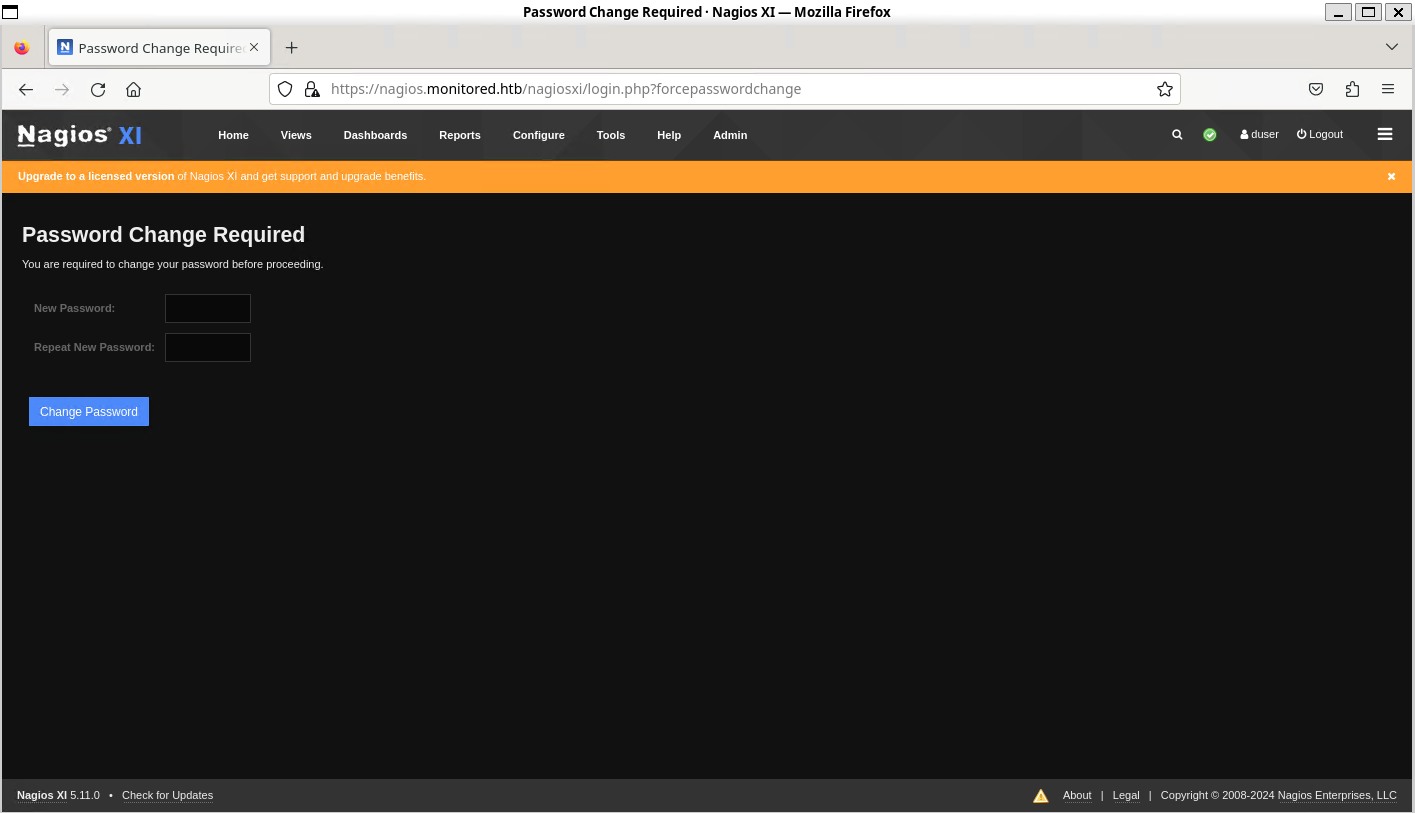 Password Change Required · Nagios XI — Mozilla Firefox
Password Change Require
https://nagios.monitored.htb/nagiosxi/login.php?forcepasswordchange
Nagios® XI Home Views Dashboards Reports Configure Tools Help Admin duser Logout
Upgrade to a licensed version of Nagios XI and get support and upgrade benefits.
Password Change Required
You are required to change your password before proceeding.
New Password:
Repeat New Password:
Change Password
Nagios XI 5.11.0 • Check for Updates About | Legal | Copyright © 2008-2024 Nagios Enterprises, LLC